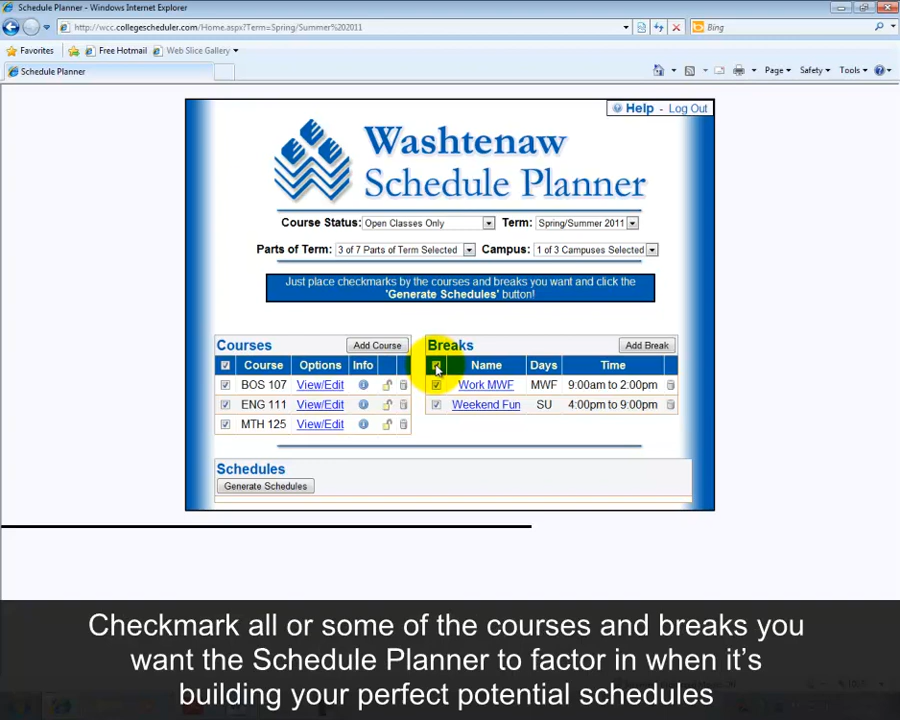 Schedule Planner - Windows Internet Explorer
http://wcc.collegescheduler.com/Home.aspx?Term=Spring/Summer%202011
Bing
Favorites
Free Hotmail
Web Slice Gallery
Schedule Planner
Page
Safety
Tools
Help - Log Out
Washtenaw
Schedule Planner
Course Status: Open Classes Only Term: Spring/Summer 2011
Parts of Term: 3 of 7 Parts of Term Selected Campus: 1 of 3 Campuses Selected
Just place checkmarks by the courses and breaks you want and click the
'Generate Schedules' button!
Courses Add Course
Course Options Info
BOS 107 View/Edit
ENG 111 View/Edit
MTH 125 View/Edit
Breaks Add Break
Name Days Time
Work MWF MWF 9:00am to 2:00pm
Weekend Fun SU 4:00pm to 9:00pm
Schedules
Generate Schedules
Checkmark all or some of the courses and breaks you
want the Schedule Planner to factor in when it's
building your perfect potential schedules